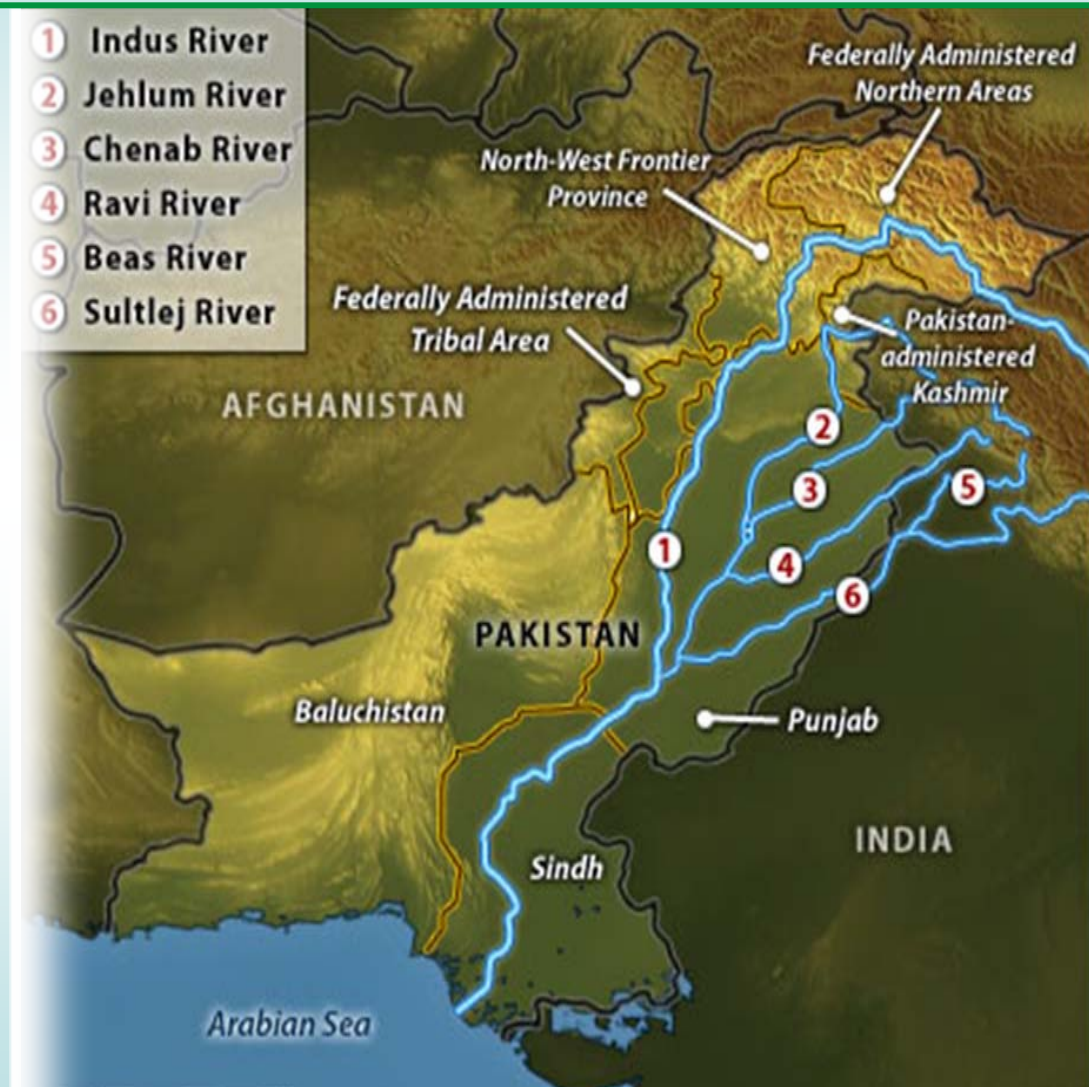 1 Indus River
2 Jehlum River
3 Chenab River
4 Ravi River
5 Beas River
6 Sultlej River
Federally Administered
Northern Areas
North-West Frontier
Province
Federally Administered
Tribal Area
Pakistan-
administered
Kashmir
AFGHANISTAN
2
3
5
1
4
6
PAKISTAN
Baluchistan
Punjab
INDIA
Sindh
Arabian Sea